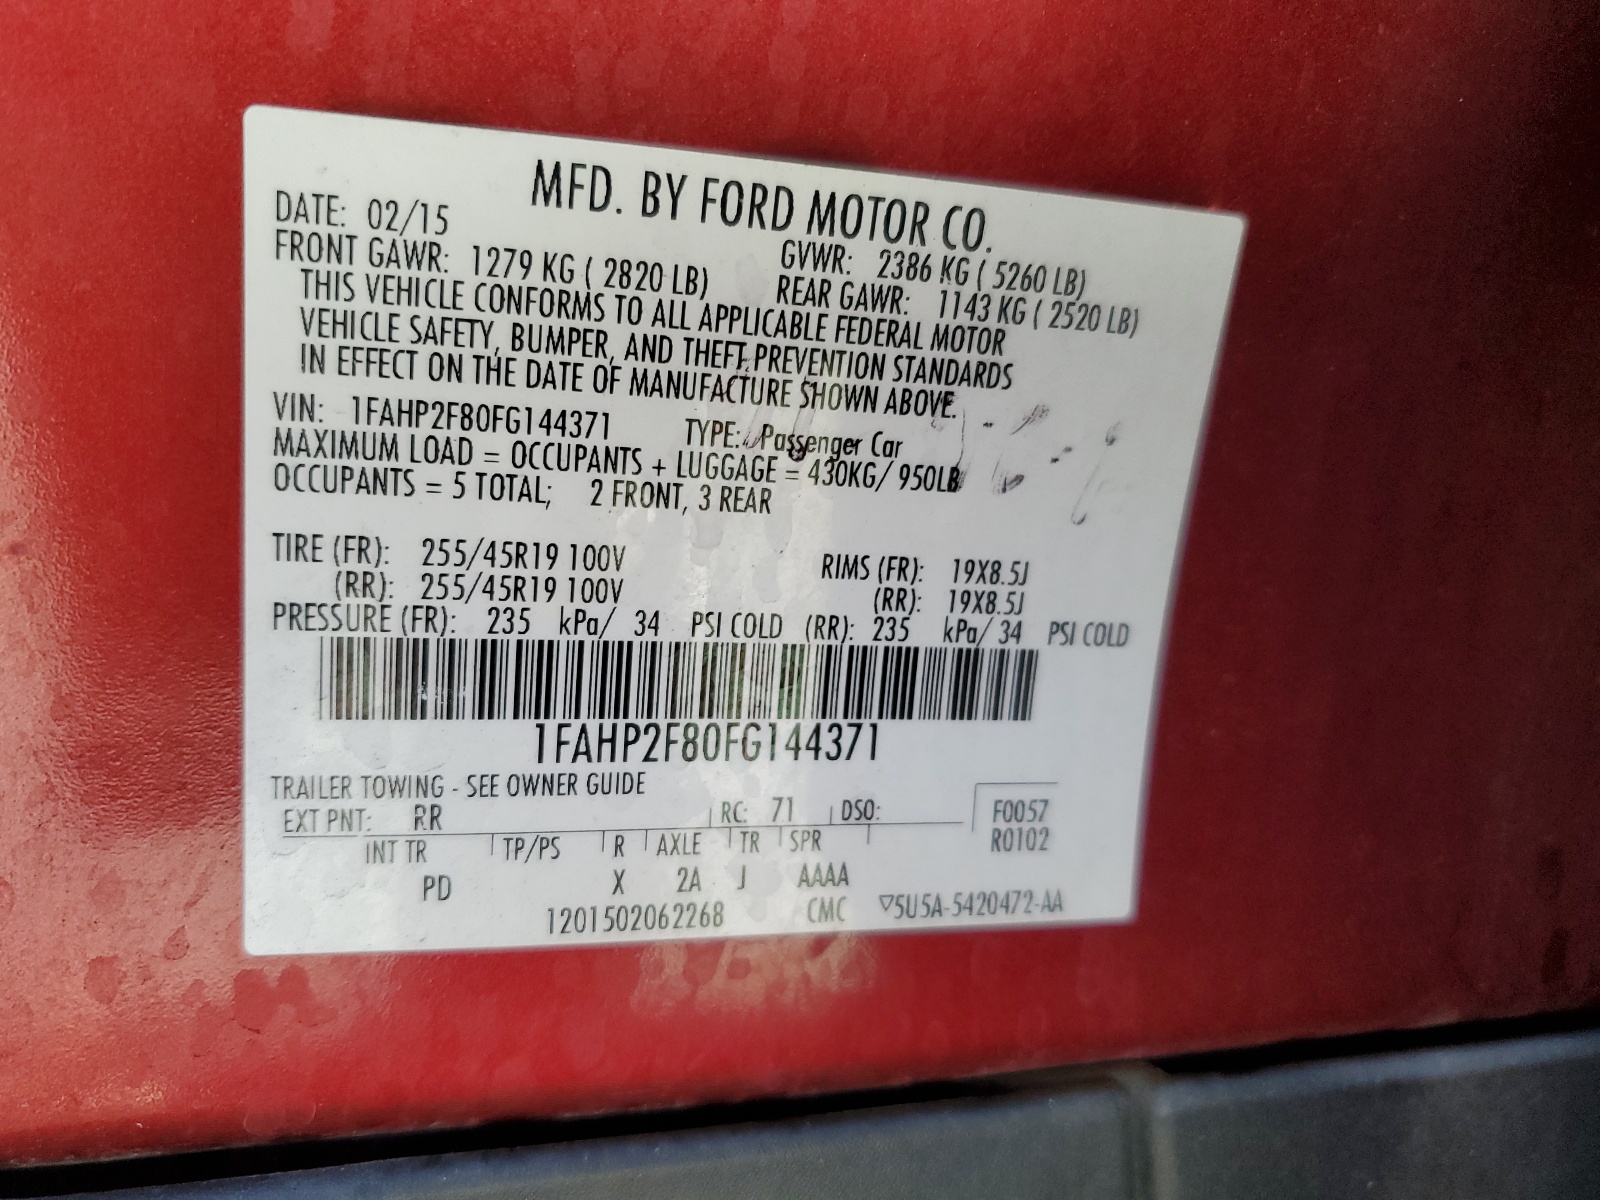 MFD. BY FORD MOTOR CO.
DATE: 02/15 GVWR: 2386 KG ( 5260 LB)
FRONT GAWR: 1279 KG ( 2820 LB) REAR GAWR: 1143 KG ( 2520 LB)
THIS VEHICLE CONFORMS TO ALL APPLICABLE FEDERAL MOTOR
VEHICLE SAFETY, BUMPER, AND THEFT PREVENTION STANDARDS
IN EFFECT ON THE DATE OF MANUFACTURE SHOWN ABOVE.
VIN: 1FAHP2F80FG144371 TYPE: Passenger Car
MAXIMUM LOAD = OCCUPANTS + LUGGAGE = 430KG/ 950LB
OCCUPANTS = 5 TOTAL; 2 FRONT, 3 REAR
TIRE (FR): 255/45R19 100V RIMS (FR): 19X8.5J
(RR): 255/45R19 100V (RR): 19X8.5J
PRESSURE (FR): 235 kPa/ 34 PSI COLD (RR): 235 kPa/ 34 PSI COLD
1FAHP2F80FG144371
TRAILER TOWING - SEE OWNER GUIDE
EXT PNT: RR RC: 71 DSO: F0057
R0102
INT TR TP/PS R AXLE TR SPR
PD X 2A J AAAA
1201502062268 CMC ▽5U5A-5420472-AA